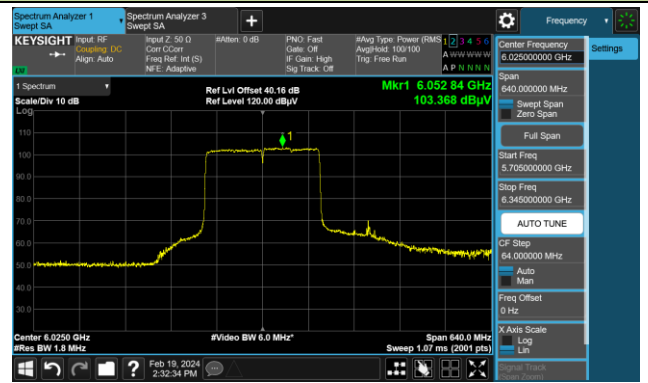 Spectrum Analyzer 1
Swept SA
Spectrum Analyzer 3
Swept SA
Frequency
KEYSIGHT
Input: RF
Coupling: DC
Align: Auto
Input Z: 50 Ω
Corr CCorr
Freq Ref: Int (S)
NFE: Adaptive
#Atten: 0 dB
PNO: Fast
Gate: Off
IF Gain: High
Sig Track: Off
#Avg Type: Power (RMS
Avg|Hold: 100/100
Trig: Free Run
1 2 3 4 5 6
A W W W W W
A P N N N N
LW
1 Spectrum
Scale/Div 10 dB
Log
Ref Lvl Offset 40.16 dB
Ref Level 120.00 dBµV
Mkr1 6.052 84 GHz
103.368 dBµV
1
110
100
90.0
80.0
70.0
60.0
50.0
40.0
30.0
Center 6.0250 GHz
#Res BW 1.8 MHz
#Video BW 6.0 MHz*
Span 640.0 MHz
Sweep 1.07 ms (2001 pts)
Feb 19, 2024
2:32:34 PM
Center Frequency
6.025000000 GHz
Settings
Span
640.000000 MHz
Swept Span
Zero Span
Full Span
Start Freq
5.705000000 GHz
Stop Freq
6.345000000 GHz
AUTO TUNE
CF Step
64.000000 MHz
Auto
Man
Freq Offset
0 Hz
X Axis Scale
Log
Lin
Signal Track
(Span Zoom)